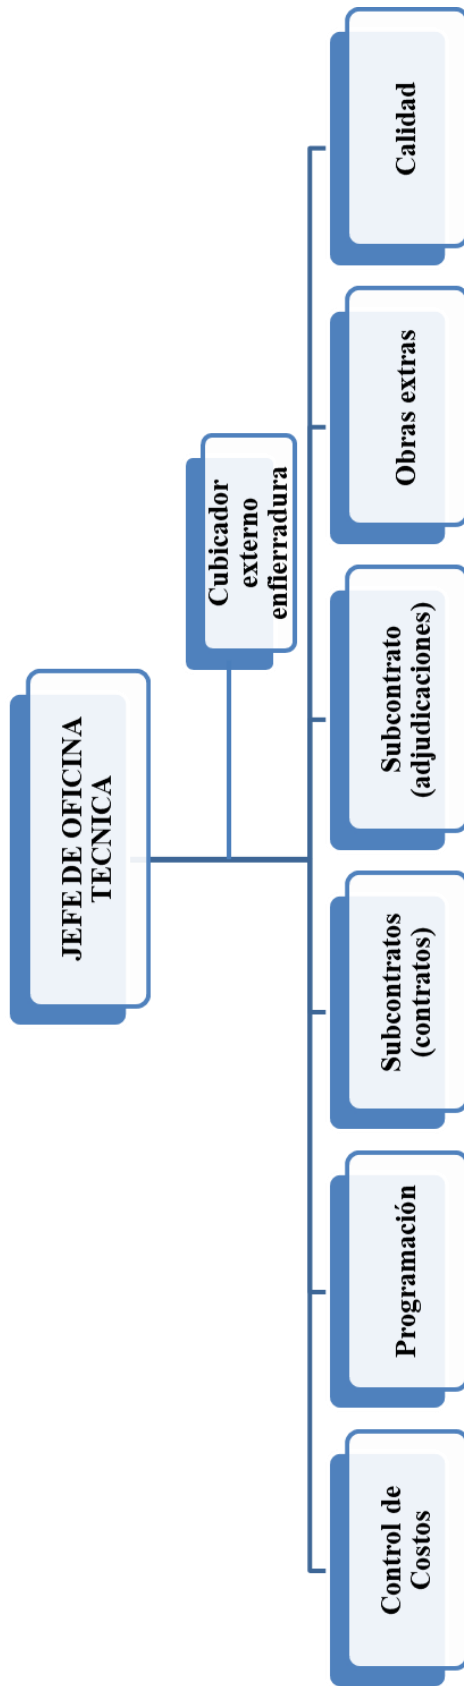 JEFE DE OFICINA
TECNICA
Cubicador
externo
enfierradura
Control de
Costos
Programación
Subcontratos
(contratos)
Subcontrato
(adjudicaciones)
Obras extras
Calidad